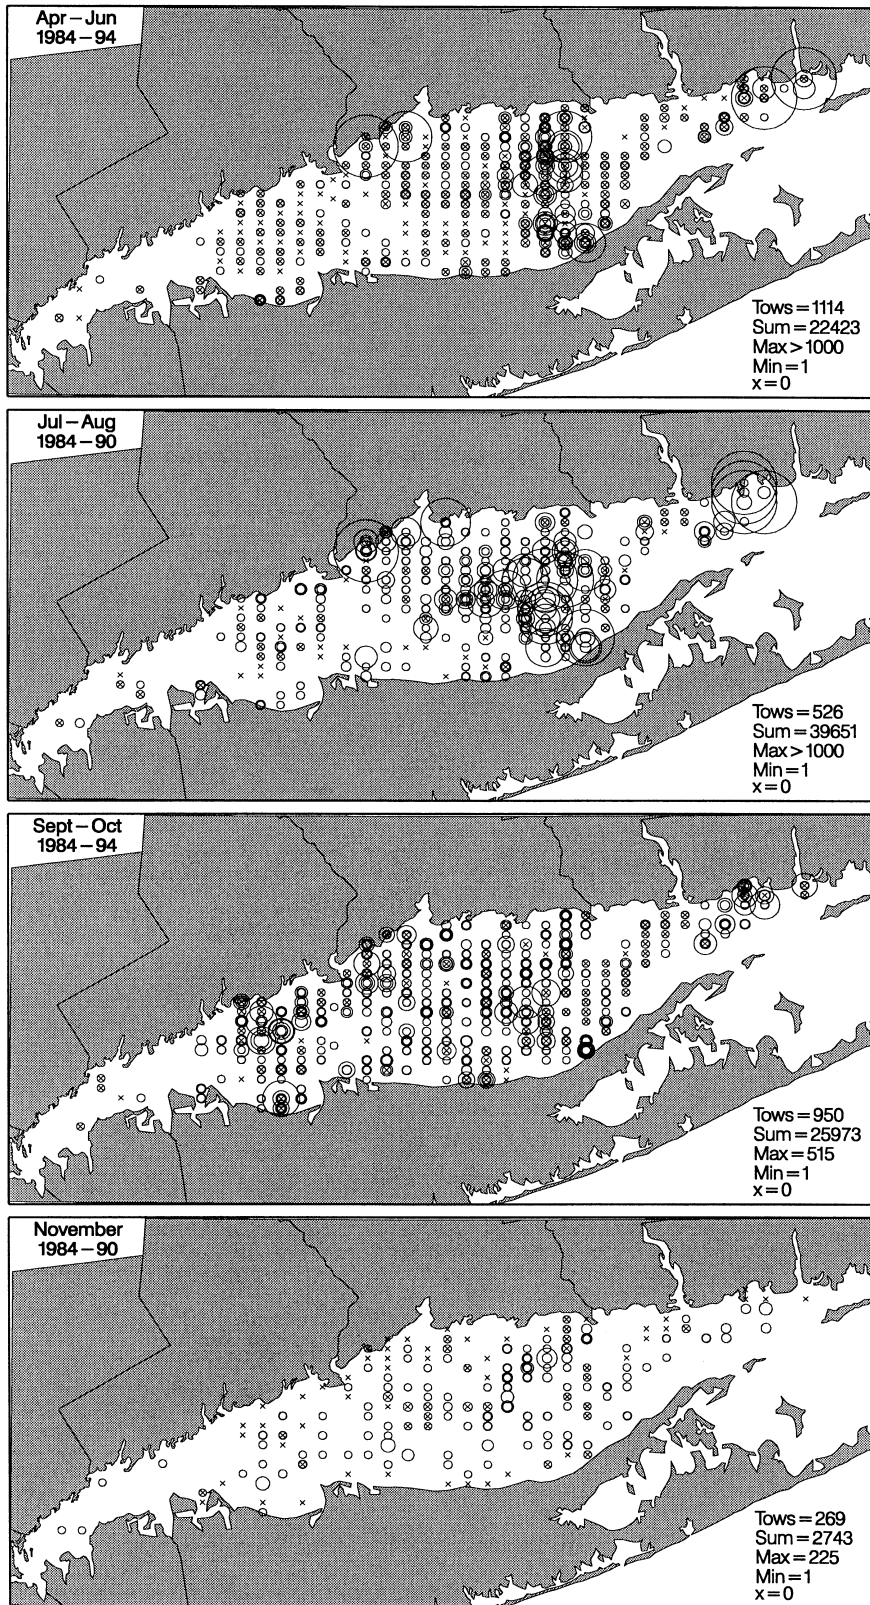 Apr–Jun
1984–94
Tows=1114
Sum=22423
Max>1000
Min=1
x=0
Jul–Aug
1984–90
Tows=526
Sum=39651
Max>1000
Min=1
x=0
Sept–Oct
1984–94
Tows=950
Sum=25973
Max=515
Min=1
x=0
November
1984–90
Tows=269
Sum=2743
Max=225
Min=1
x=0